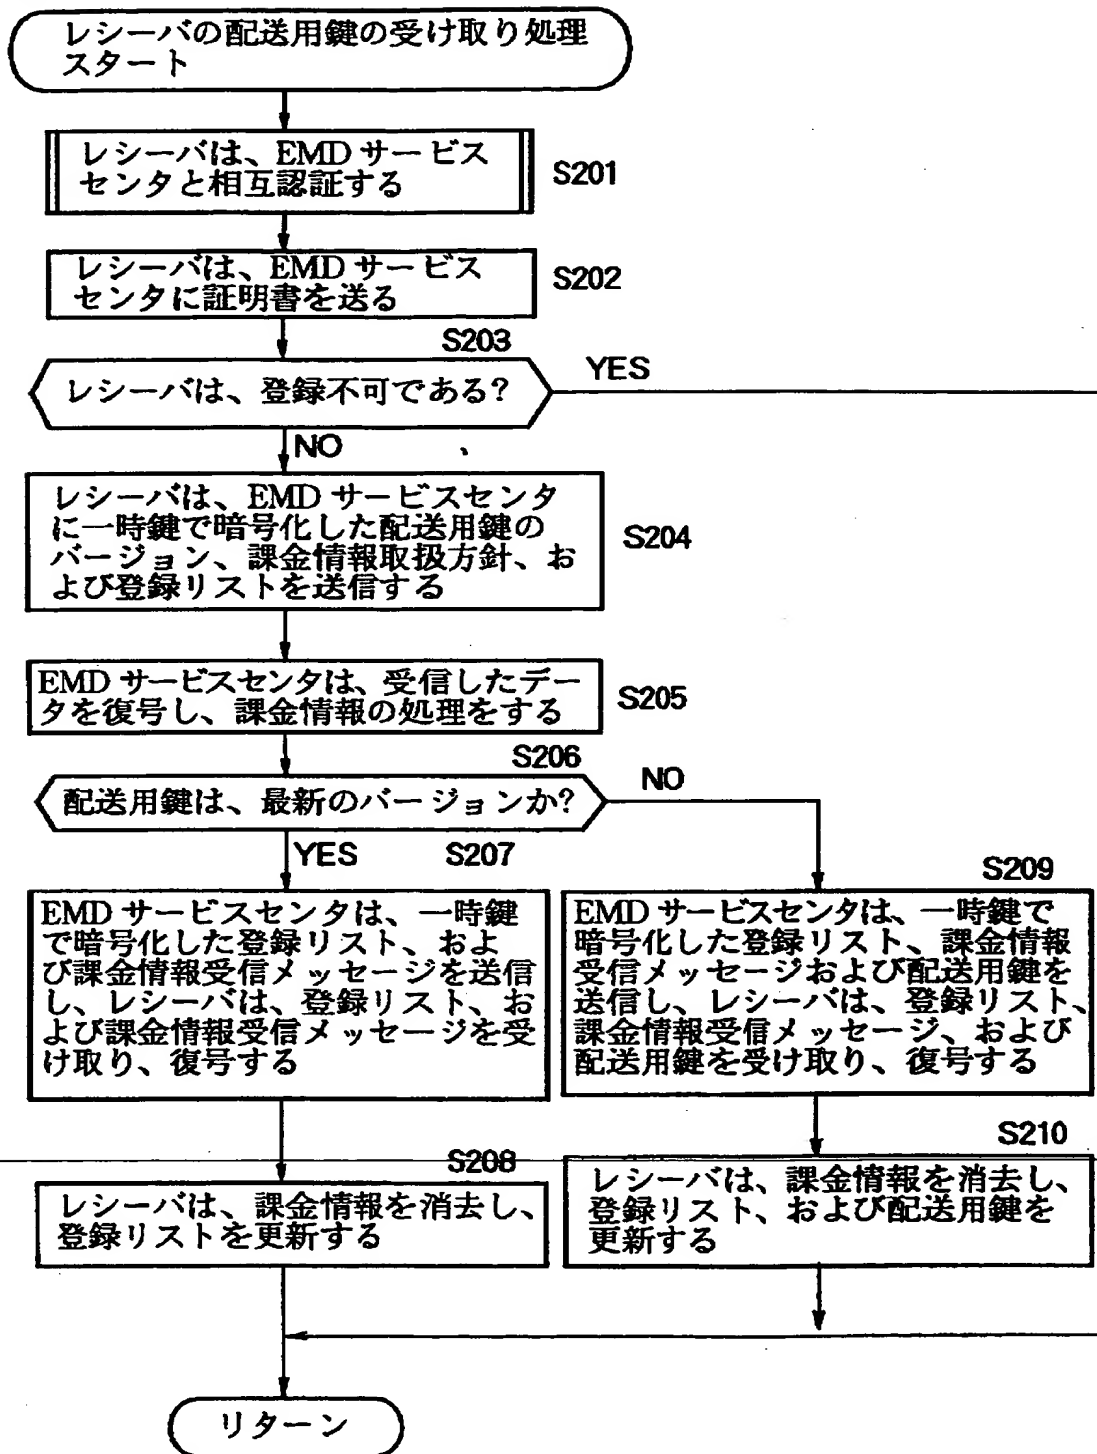 レシーバの配送用鍵の受け取り処理
スタート
レシーバは、EMD サービス
センタと相互認証する
S201
レシーバは、EMD サービス
センタに証明書を送る
S202
S203
レシーバは、登録不可である?
YES
NO
レシーバは、EMD サービスセンタ
に一時鍵で暗号化した配送用鍵の
バージョン、課金情報取扱方針、お
よび登録リストを送信する
S204
EMD サービスセンタは、受信したデー
タを復号し、課金情報の処理をする
S205
S206
配送用鍵は、最新のバージョンか?
NO
YES
S207
EMD サービスセンタは、一時鍵
で暗号化した登録リスト、およ
び課金情報受信メッセージを送信
し、レシーバは、登録リスト、お
よび課金情報受信メッセージを受
け取り、復号する
S209
EMD サービスセンタは、一時鍵で
暗号化した登録リスト、課金情報
受信メッセージおよび配送用鍵を
送信し、レシーバは、登録リスト、
課金情報受信メッセージ、および
配送用鍵を受け取り、復号する
S208
レシーバは、課金情報を消去し、
登録リストを更新する
S210
レシーバは、課金情報を消去し、
登録リスト、および配送用鍵を
更新する
リターン